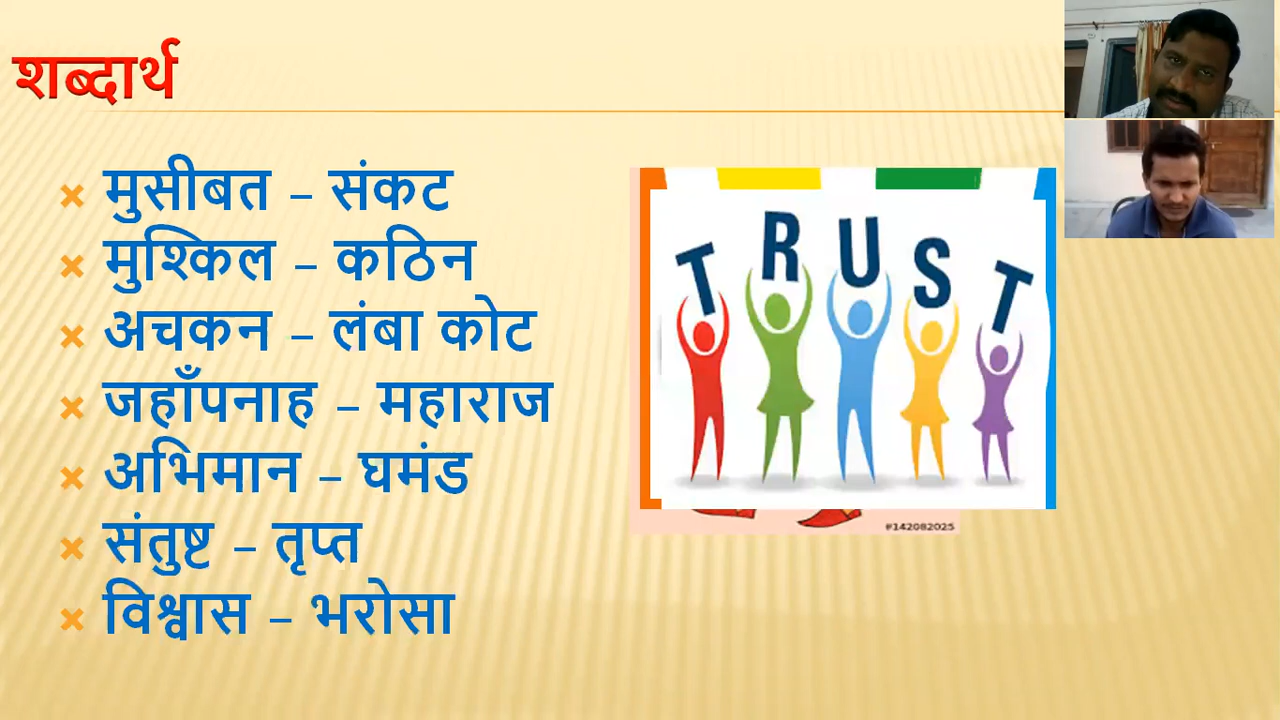 शब्दार्थ
मुसीबत – संकट
मुश्किल – कठिन
अचकन – लंबा कोट
जहाँपनाह – महाराज
अभिमान – घमंड
संतुष्ट – तृप्त
विश्वास – भरोसा
TRUST
#142082025